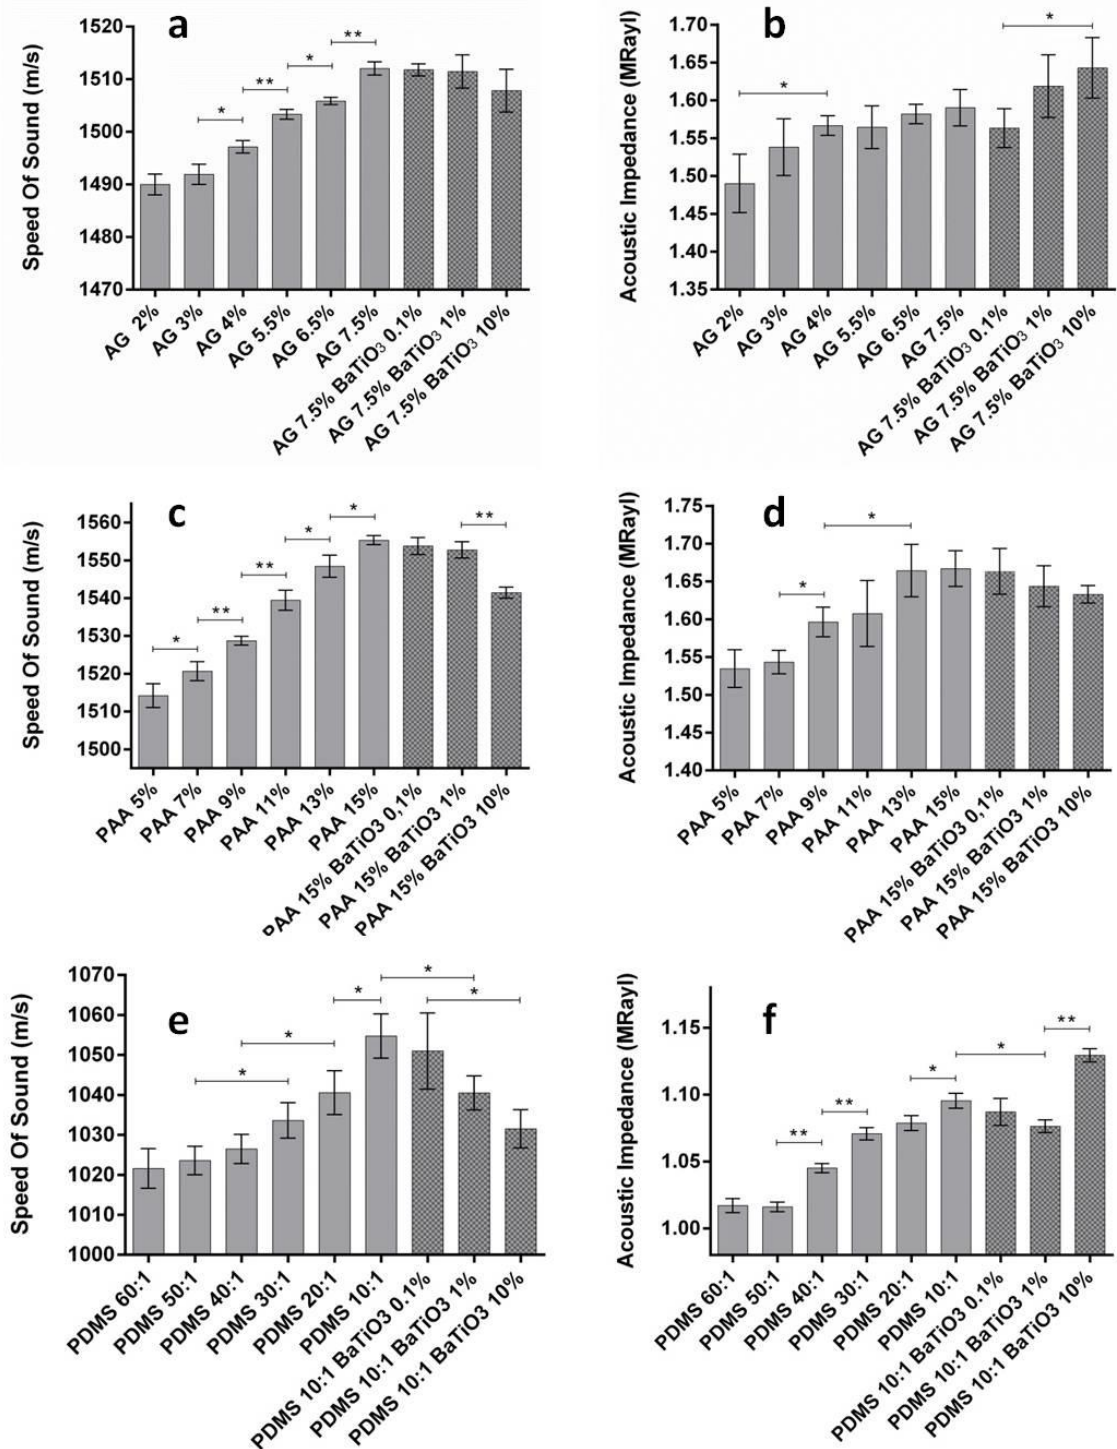 a
Speed Of Sound (m/s)
1520
1510
1500
1490
1480
1470
*
**
*
**
AG 2%
AG 3%
AG 4%
AG 5.5%
AG 6.5%
AG 7.5%
AG 7.5% BaTiO₃ 0.1%
AG 7.5% BaTiO₃ 1%
AG 7.5% BaTiO₃ 10%
b
Acoustic Impedance (MRayl)
1.70
1.65
1.60
1.55
1.50
1.45
1.40
1.35
*
*
AG 2%
AG 3%
AG 4%
AG 5.5%
AG 6.5%
AG 7.5%
AG 7.5% BaTiO₃ 0.1%
AG 7.5% BaTiO₃ 1%
AG 7.5% BaTiO₃ 10%
c
Speed Of Sound (m/s)
1560
1550
1540
1530
1520
1510
1500
*
**
**
*
*
**
PAA 5%
PAA 7%
PAA 9%
PAA 11%
PAA 13%
PAA 15%
PAA 15% BaTiO3 0,1%
PAA 15% BaTiO3 1%
PAA 15% BaTiO3 10%
d
Acoustic Impedance (MRayl)
1.75
1.70
1.65
1.60
1.55
1.50
1.45
1.40
*
*
PAA 5%
PAA 7%
PAA 9%
PAA 11%
PAA 13%
PAA 15%
PAA 15% BaTiO3 0,1%
PAA 15% BaTiO3 1%
PAA 15% BaTiO3 10%
e
Speed Of Sound (m/s)
1070
1060
1050
1040
1030
1020
1010
1000
*
*
*
*
*
PDMS 60:1
PDMS 50:1
PDMS 40:1
PDMS 30:1
PDMS 20:1
PDMS 10:1
PDMS 10:1 BaTiO3 0.1%
PDMS 10:1 BaTiO3 1%
PDMS 10:1 BaTiO3 10%
f
Acoustic Impedance (MRayl)
1.15
1.10
1.05
1.00
**
**
*
*
**
PDMS 60:1
PDMS 50:1
PDMS 40:1
PDMS 30:1
PDMS 20:1
PDMS 10:1
PDMS 10:1 BaTiO3 0.1%
PDMS 10:1 BaTiO3 1%
PDMS 10:1 BaTiO3 10%